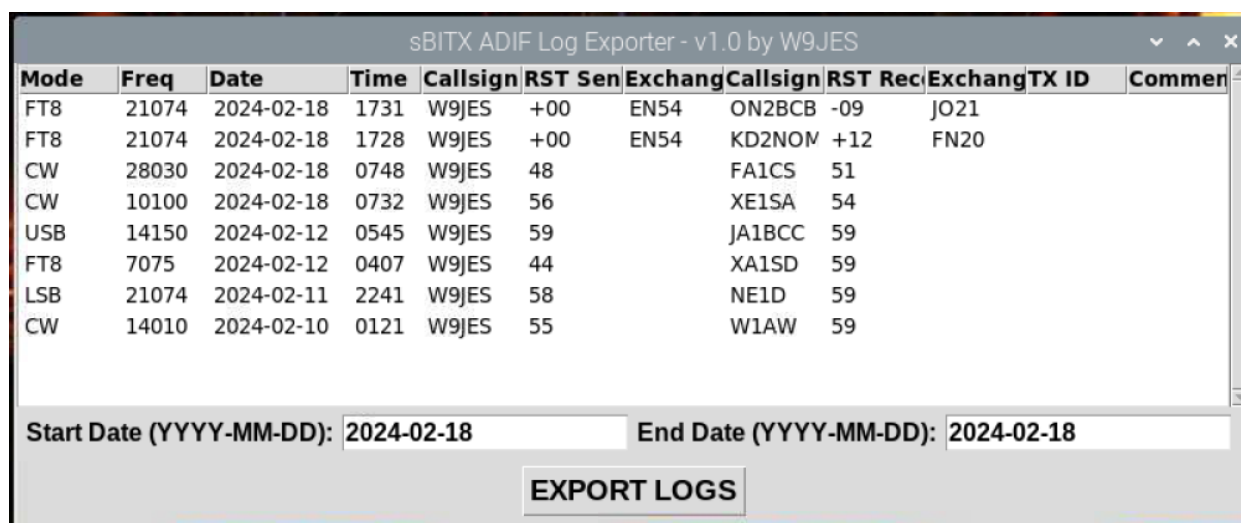 sBITX ADIF Log Exporter - v1.0 by W9JES
Mode Freq Date Time Callsign RST Sen Exchang Callsign RST Rec Exchang TX ID Commen
FT8 21074 2024-02-18 1731 W9JES +00 EN54 ON2BCB -09 JO21
FT8 21074 2024-02-18 1728 W9JES +00 EN54 KD2NOM +12 FN20
CW 28030 2024-02-18 0748 W9JES 48 FA1CS 51
CW 10100 2024-02-18 0732 W9JES 56 XE1SA 54
USB 14150 2024-02-12 0545 W9JES 59 JA1BCC 59
FT8 7075 2024-02-12 0407 W9JES 44 XA1SD 59
LSB 21074 2024-02-11 2241 W9JES 58 NE1D 59
CW 14010 2024-02-10 0121 W9JES 55 W1AW 59
Start Date (YYYY-MM-DD): 2024-02-18 End Date (YYYY-MM-DD): 2024-02-18
EXPORT LOGS